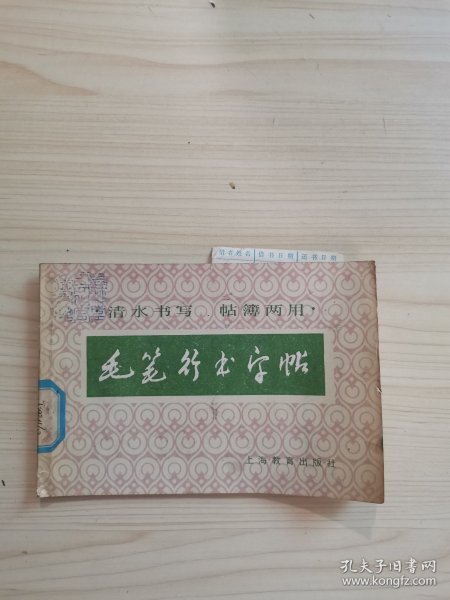 借者姓名 借书日期 还书日期
清水书写 帖簿两用
毛笔行书字帖
上海教育出版社
孔夫子旧书网
www.kongfz.com